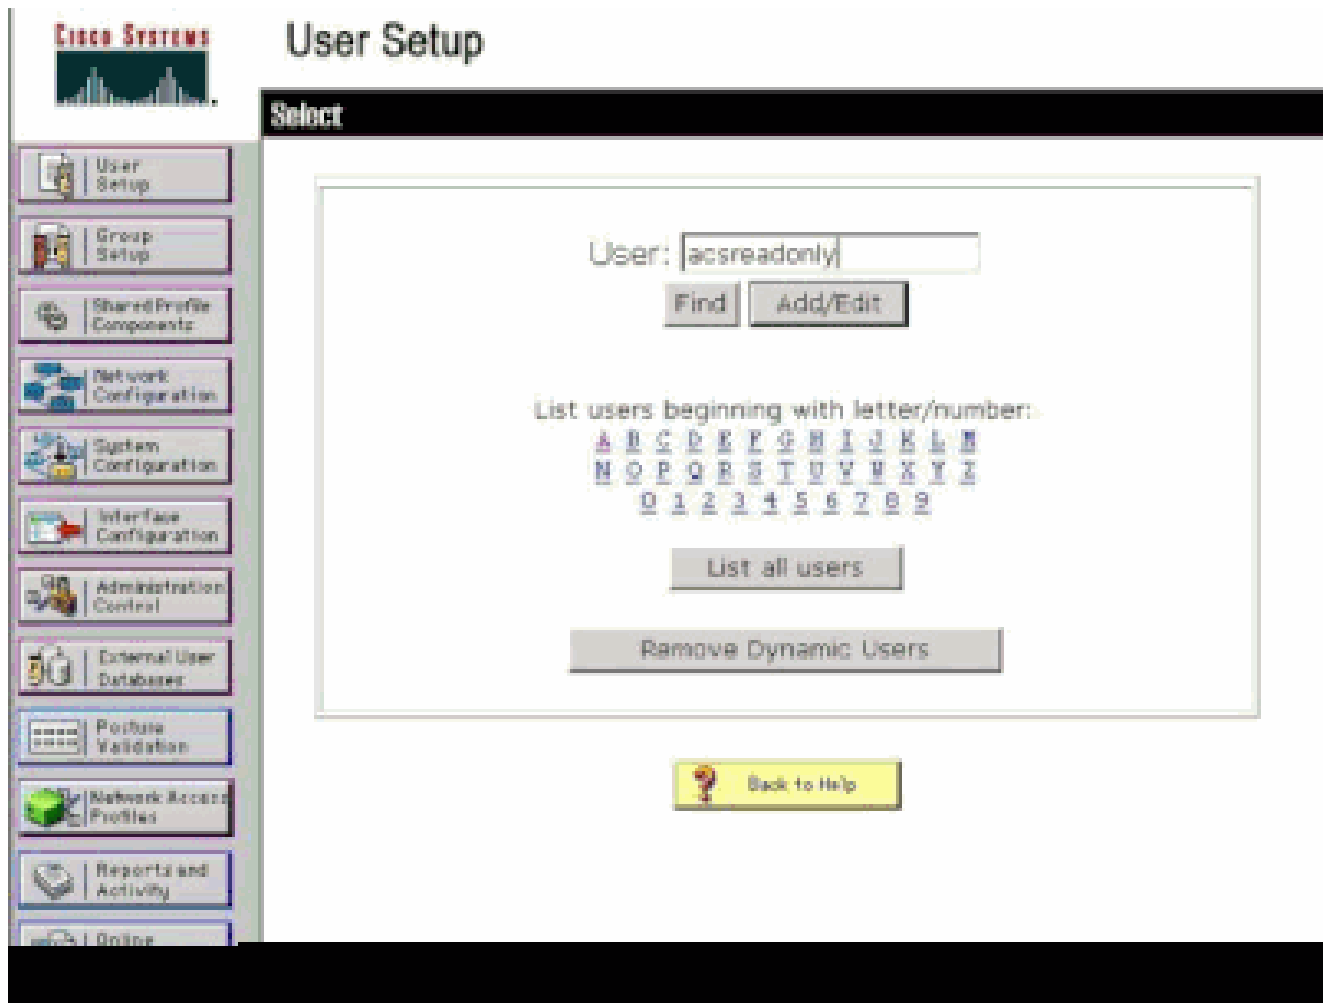 CISCO SYSTEMS
User Setup
Select
User
Setup
Group
Setup
Shared Profile
Components
Network
Configuration
System
Configuration
Interface
Configuration
Administration
Control
External User
Databases
Posture
Validation
Network Access
Profiles
Reports and
Activity
Online
User: acsreadonly
Find Add/Edit
List users beginning with letter/number:
A B C D E F G H I J K L M
N O P Q R S T U V W X Y Z
0 1 2 3 4 5 6 7 8 9
List all users
Remove Dynamic Users
? Back to Help